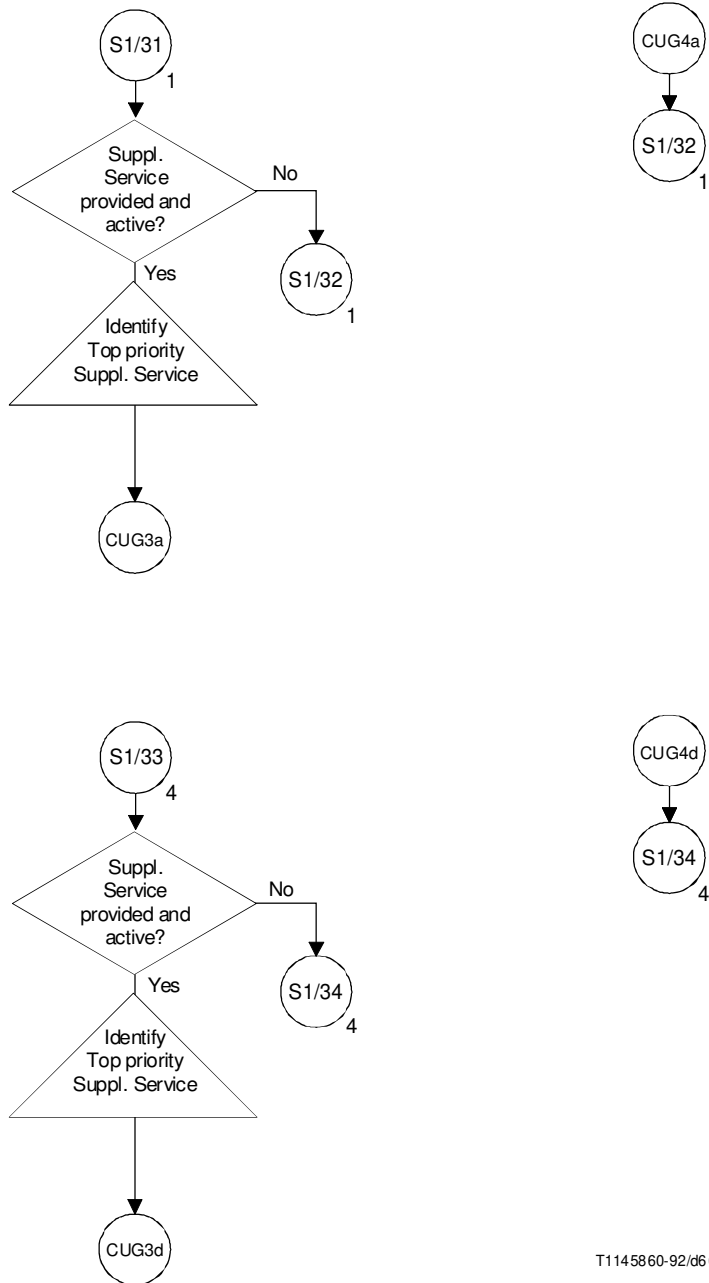 S1/31
1
CUG4a
S1/32
1
Suppl.
Service
provided and
active?
No
S1/32
1
Yes
Identify
Top priority
Suppl. Service
CUG3a
S1/33
4
CUG4d
S1/34
4
Suppl.
Service
provided and
active?
No
S1/34
4
Yes
Identify
Top priority
Suppl. Service
CUG3d
T1145860-92/d6